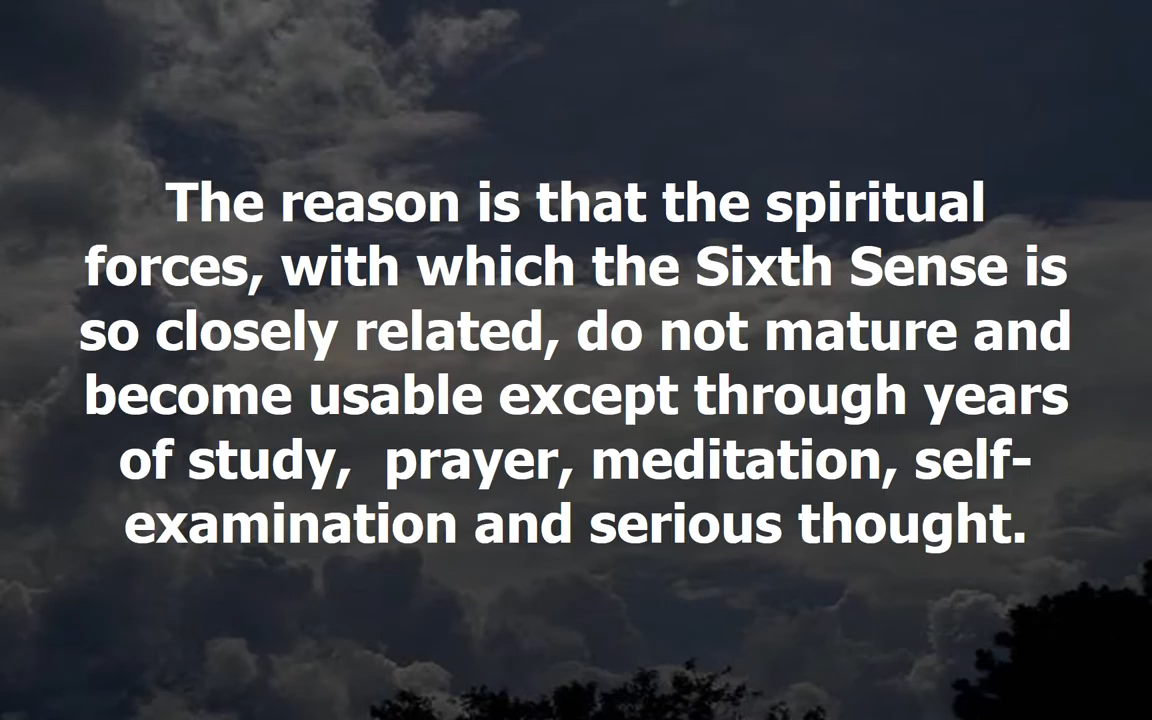 The reason is that the spiritual
forces, with which the Sixth Sense is
so closely related, do not mature and
become usable except through years
of study,  prayer, meditation, self-
examination and serious thought.